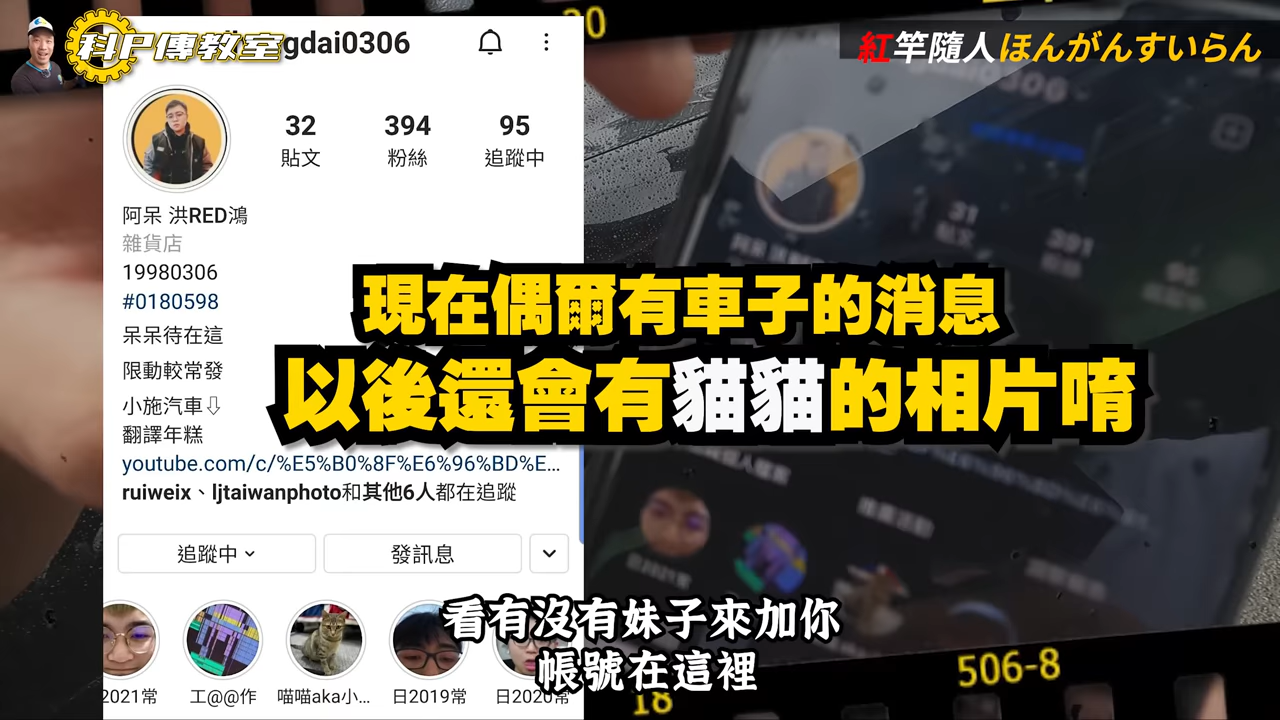 科尸傳教室
gdai0306
紅竿隨人ほんがんすいらん
32
394
95
貼文
粉絲
追蹤中
阿呆 洪RED鴻
雜貨店
19980306
#0180598
呆呆待在這
限動較常發
小施汽車⇩
翻譯年糕
youtube.com/c/%E5%B0%8F%E6%96%BD%E...
ruiweix、ljtaiwanphoto和其他6人都在追蹤
追蹤中
發訊息
現在偶爾有車子的消息
以後還會有貓貓的相片唷
2021常
工@@作
喵喵aka小...
日2019常
日2020常
看有沒有妹子來加你
帳號在這裡
31
貼文
391
506-8
18